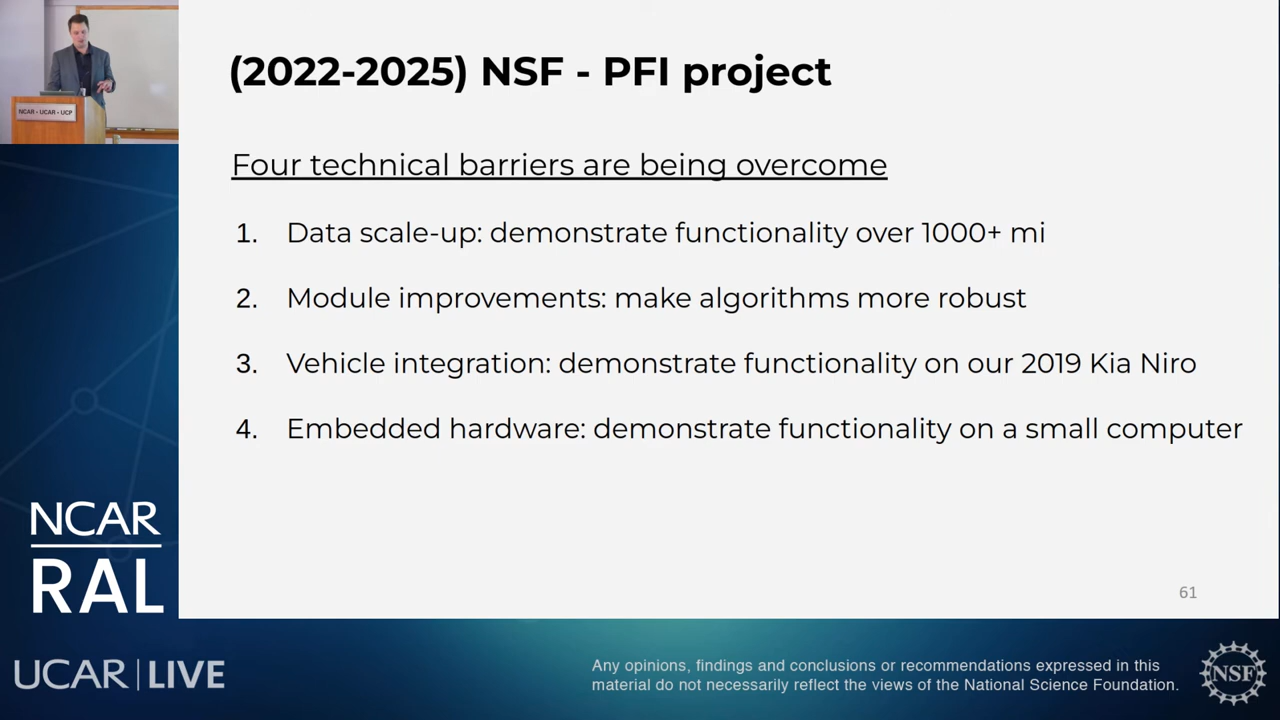 NCAR - UCAR - UCP
(2022-2025) NSF - PFI project
Four technical barriers are being overcome
1. Data scale-up: demonstrate functionality over 1000+ mi
2. Module improvements: make algorithms more robust
3. Vehicle integration: demonstrate functionality on our 2019 Kia Niro
4. Embedded hardware: demonstrate functionality on a small computer
61
NCAR
RAL
UCAR | LIVE
Any opinions, findings and conclusions or recommendations expressed in this
material do not necessarily reflect the views of the National Science Foundation.
NSF